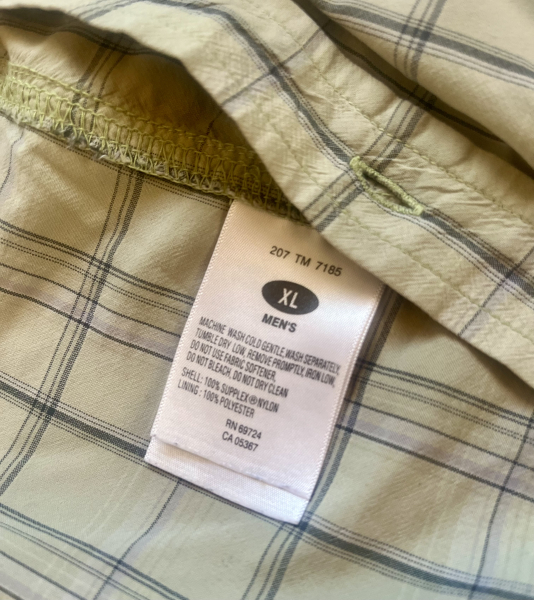 207 TM 7185
XL
MEN'S
MACHINE WASH COLD GENTLE, WASH SEPARATELY,
TUMBLE DRY LOW, REMOVE PROMPTLY, IRON LOW,
DO NOT USE FABRIC SOFTENER,
DO NOT BLEACH, DO NOT DRY CLEAN
SHELL: 100% SUPPLEX®NYLON
LINING: 100% POLYESTER
RN 69724
CA 05367